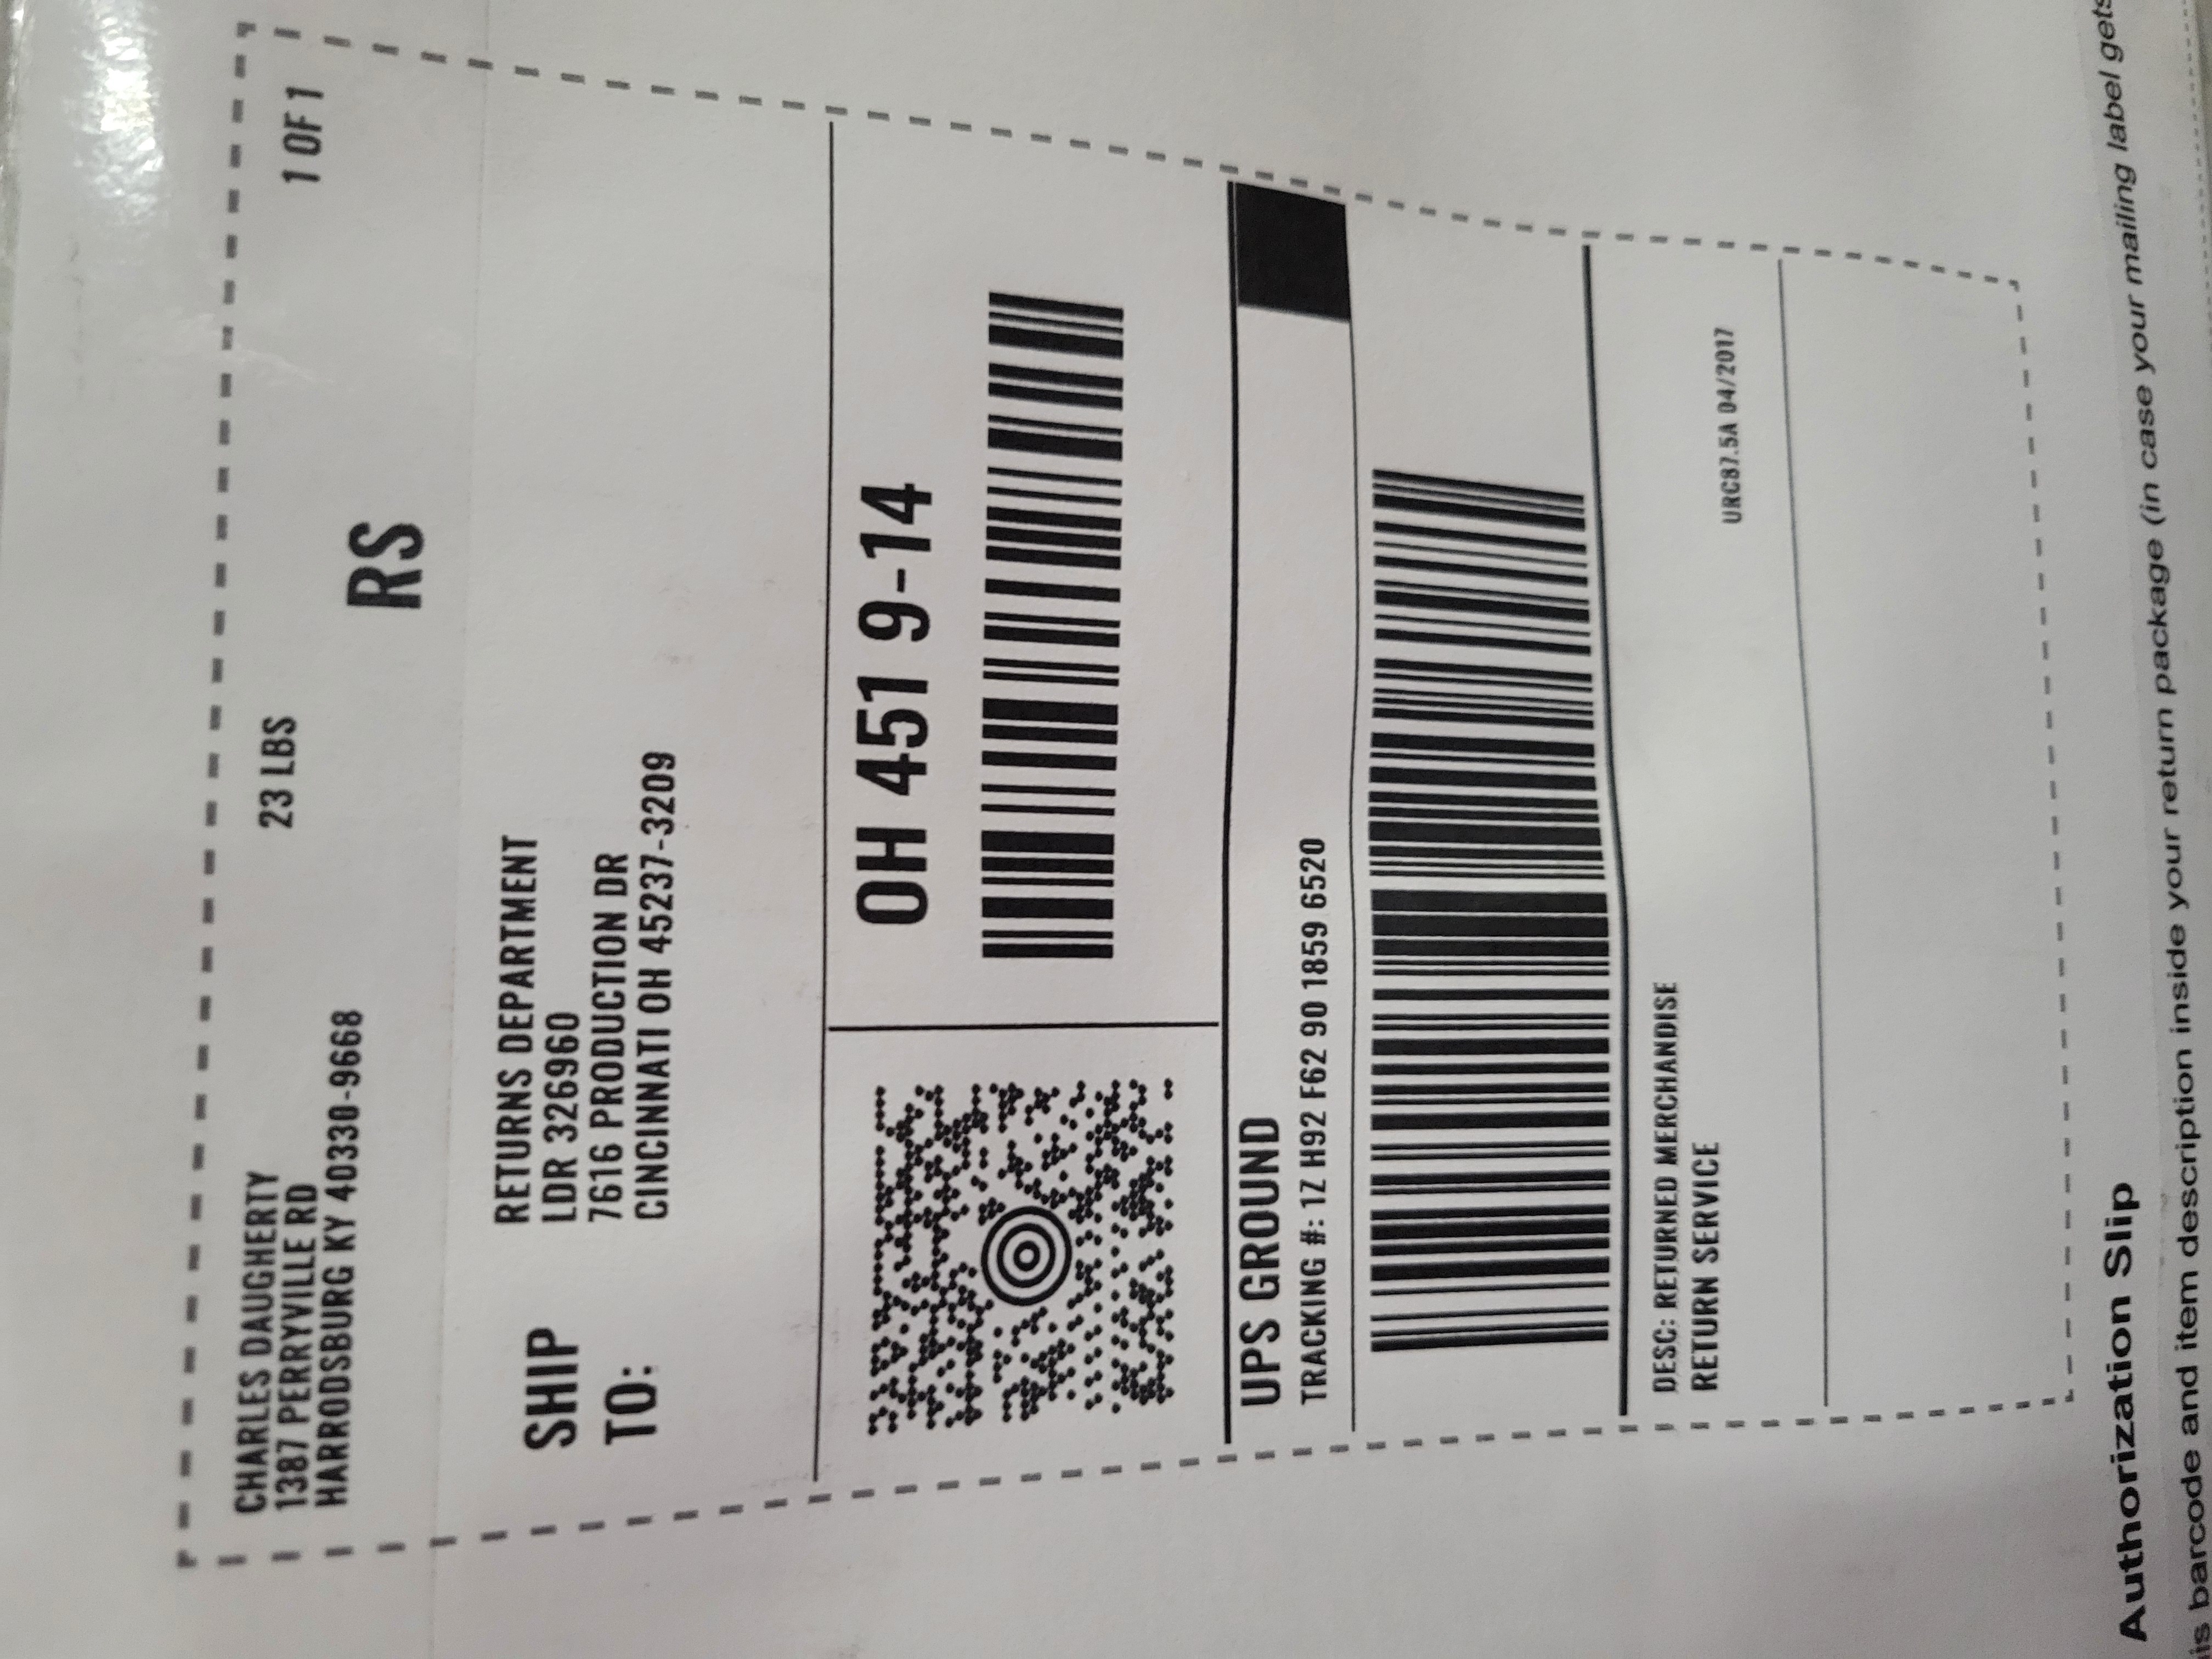 CHARLES DAUGHERTY
1387 PERRYVILLE RD
HARRODSBURG KY 40330-9668
23 LBS
1 OF 1
RS
SHIP
TO:
RETURNS DEPARTMENT
LDR 326960
7616 PRODUCTION DR
CINCINNATI OH 45237-3209
OH 451 9-14
UPS GROUND
TRACKING #: 1Z H92 F62 90 1859 6520
DESC: RETURNED MERCHANDISE
RETURN SERVICE
URC87.5A 04/2017
Authorization Slip
is barcode and item description inside your return package (in case your mailing label gets